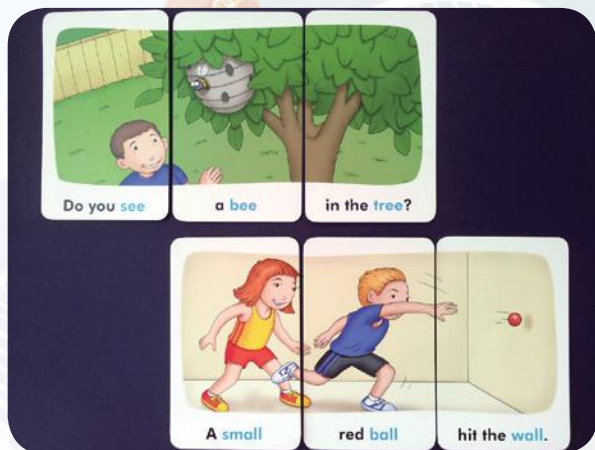 Do you see a bee in the tree?
A small red ball hit the wall.